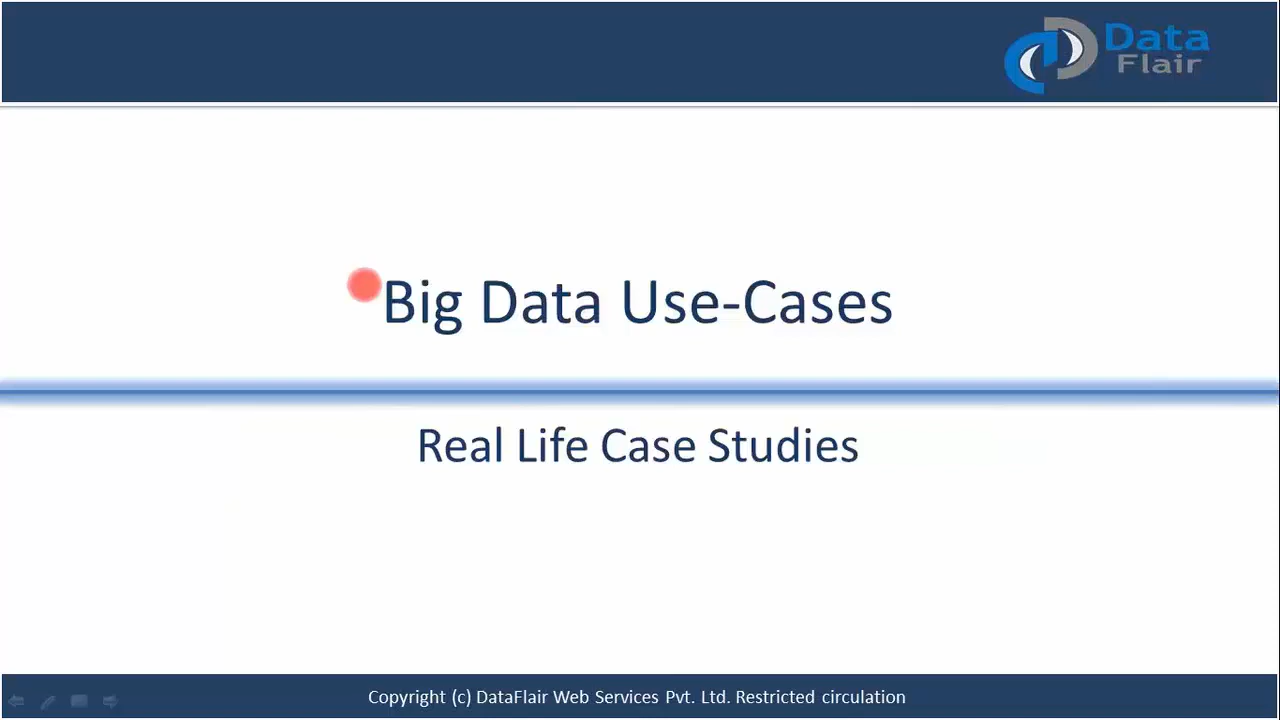 Data
Flair
Big Data Use-Cases
Real Life Case Studies
Copyright (c) DataFlair Web Services Pvt. Ltd. Restricted circulation